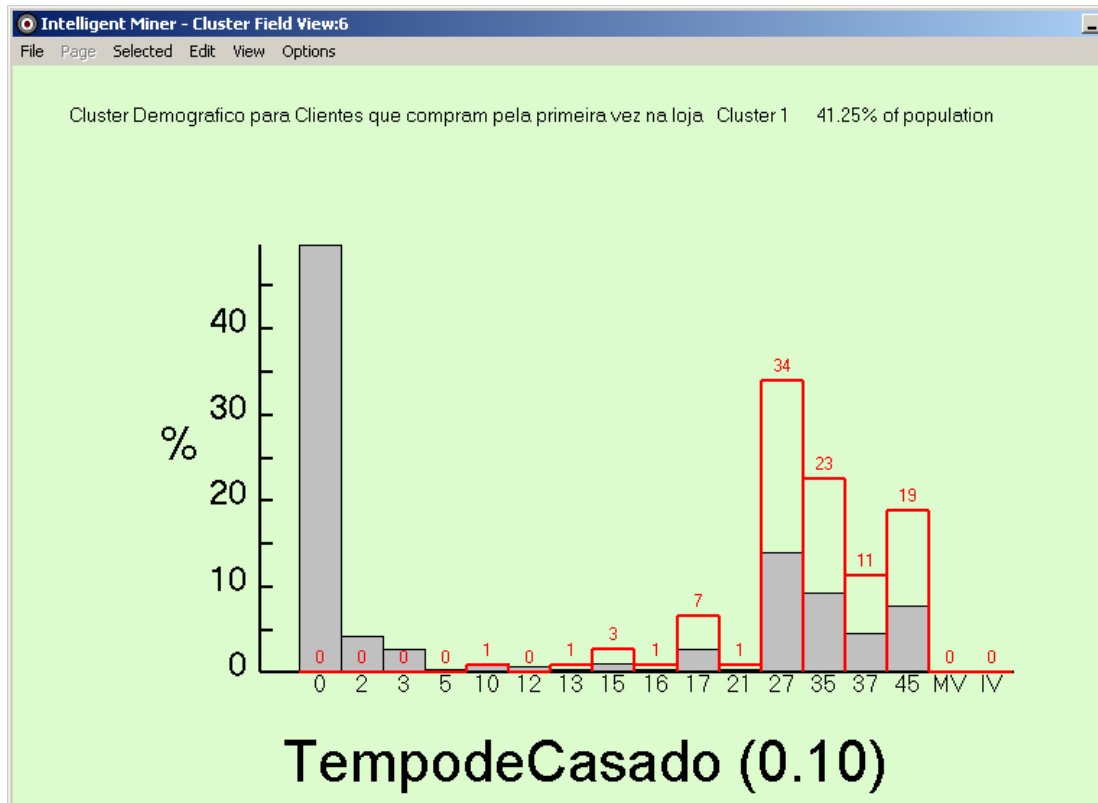 Intelligent Miner - Cluster Field View:6
File Page Selected Edit View Options
Cluster Demografico para Clientes que compram pela primeira vez na loja Cluster 1 41.25% of population
40
30
%
20
10
0
34
23
19
11
7
3
1
1
1
1
0 0 0 0 0 0 0
0 2 3 5 10 12 13 15 16 17 21 27 35 37 45 MV IV
TempodeCasado (0.10)